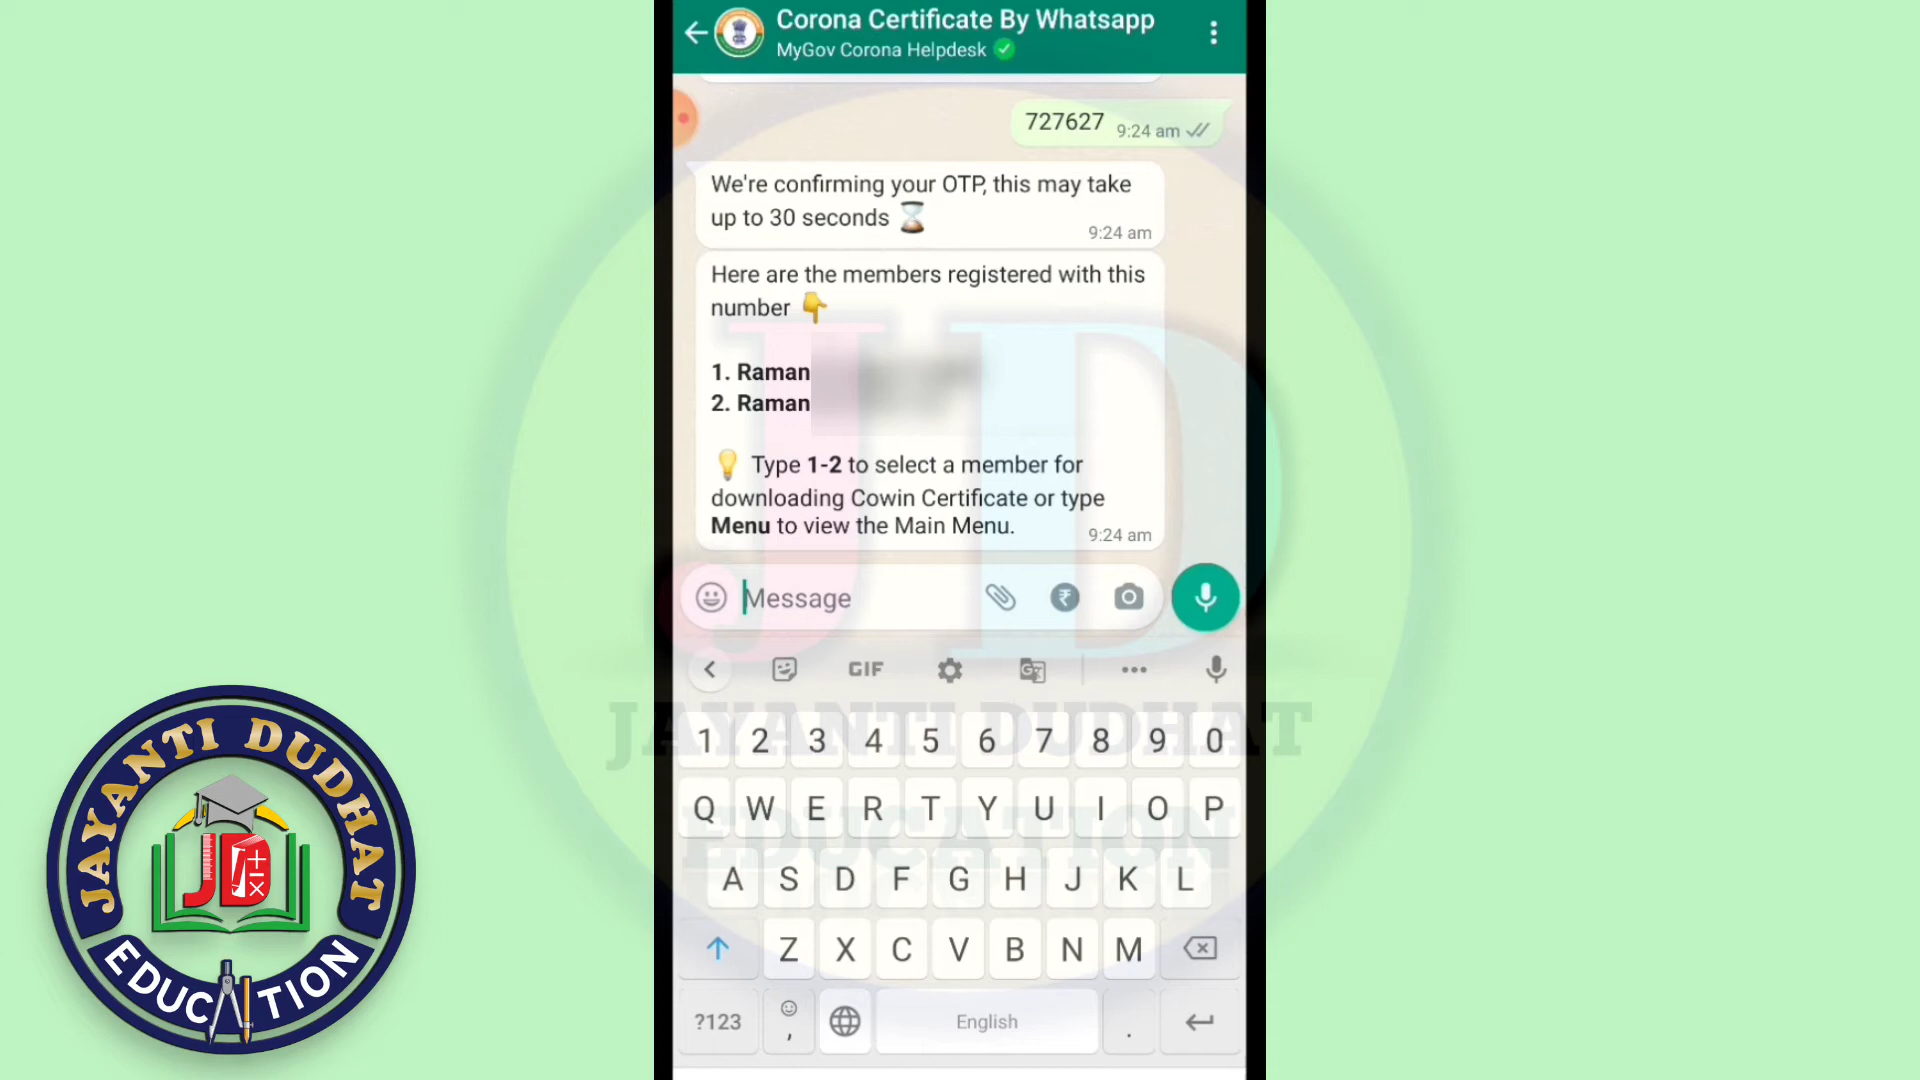 Corona Certificate By Whatsapp
MyGov Corona Helpdesk
727627 9:24 am
We're confirming your OTP, this may take
up to 30 seconds ⌛
9:24 am
Here are the members registered with this
number 👇
1. Raman
2. Raman
💡 Type 1-2 to select a member for
downloading Cowin Certificate or type
Menu to view the Main Menu.
9:24 am
Message
GIF
1 2 3 4 5 6 7 8 9 0
Q W E R T Y U I O P
A S D F G H J K L
Z X C V B N M
?123 , English .
JD
JAYANTI DUDHAT
EDUCATION
JAYANTI DUDHAT
JD
EDUCATION